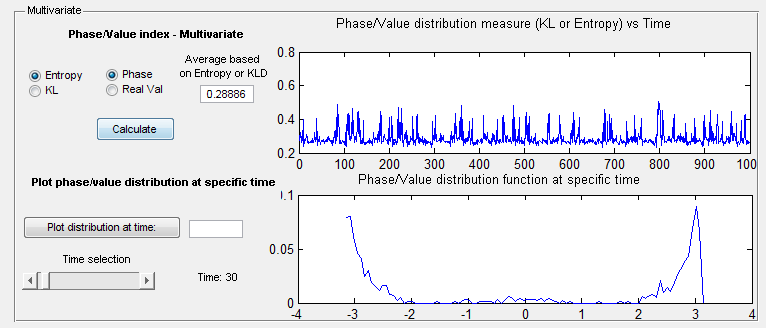 Multivariate
Phase/Value index - Multivariate
Entropy
KL
Phase
Real Val
Average based
on Entropy or KLD
0.28886
Calculate
Phase/Value distribution measure (KL or Entropy) vs Time
0.8
0.6
0.4
0.2
0 100 200 300 400 500 600 700 800 900 1000
Plot phase/value distribution at specific time
Plot distribution at time:
Time selection
Time: 30
Phase/Value distribution function at specific time
0.1
0.05
0
-4 -3 -2 -1 0 1 2 3 4